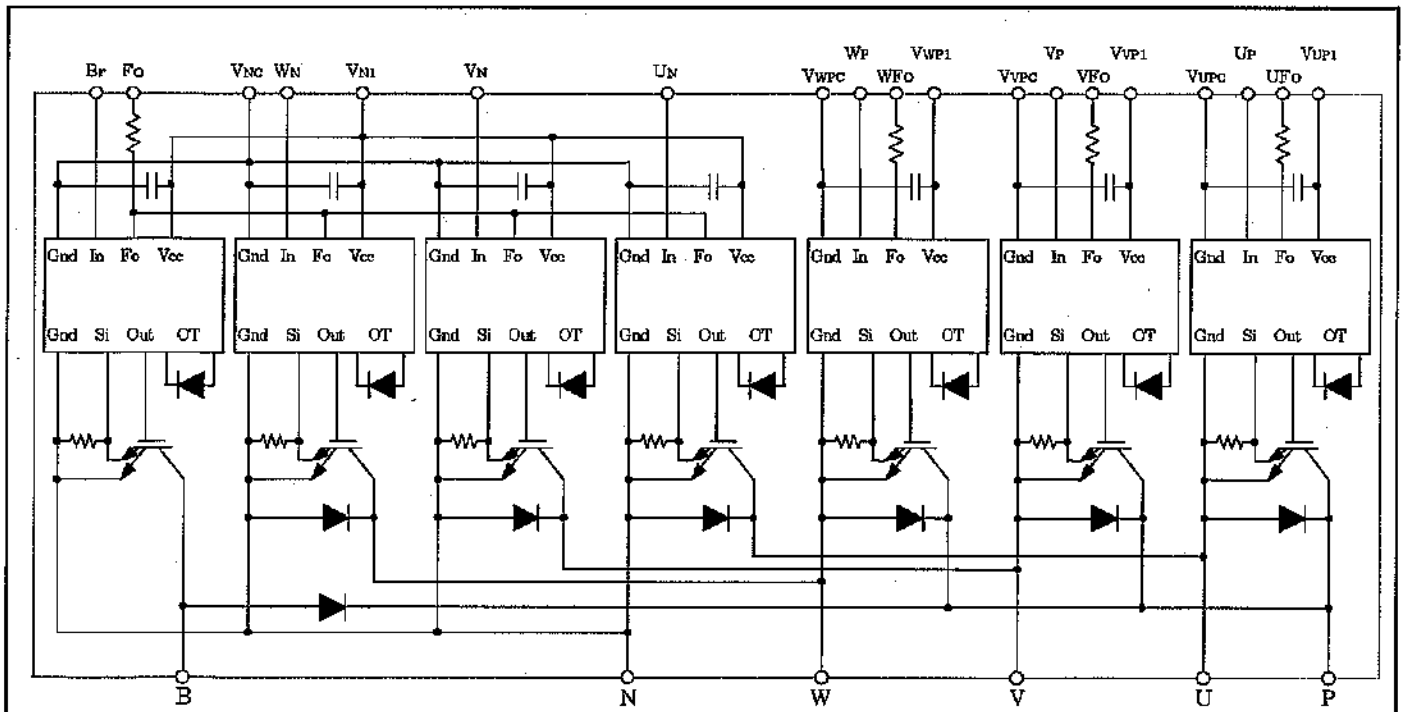 WP VWP1 VP VVP1 UP VUP1
Br FO VNC WN VN1 VN UN VWPC WFO VVPC VFO VUPC UFO
Gnd In Fo Vcc Gnd In Fo Vcc Gnd In Fo Vcc Gnd In Fo Vcc Gnd In Fo Vcc Gnd In Fo Vcc Gnd In Fo Vcc
Gnd Si Out OT Gnd Si Out OT Gnd Si Out OT Gnd Si Out OT Gnd Si Out OT Gnd Si Out OT Gnd Si Out OT
B N W V U P